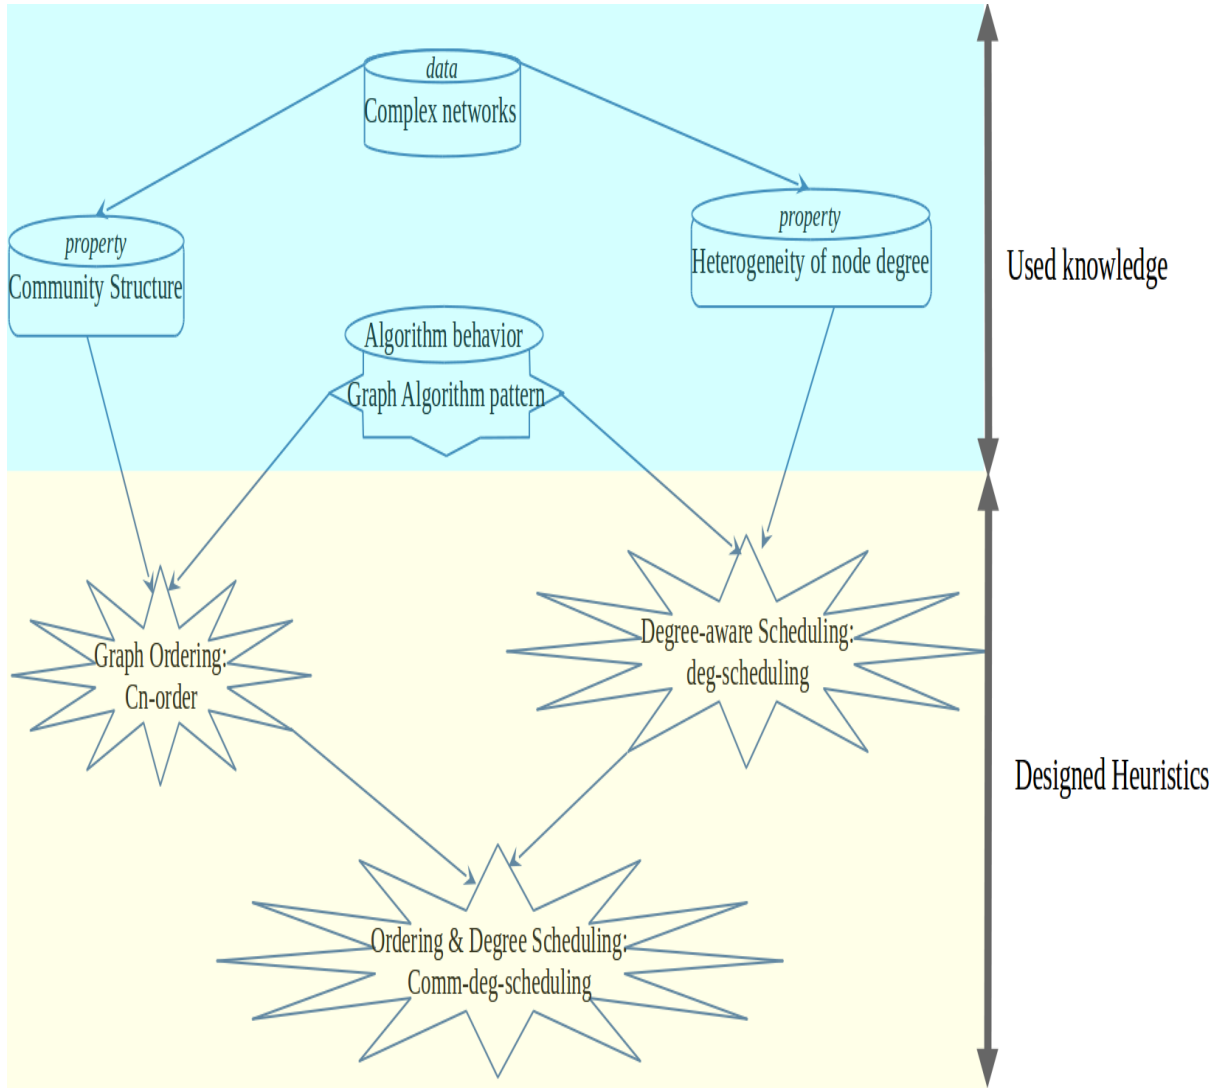 data
Complex networks
property
Heterogeneity of node degree
property
Community Structure
Used knowledge
Algorithm behavior
Graph Algorithm pattern
Degree-aware Scheduling:
deg-scheduling
Graph Ordering:
Cn-order
Designed Heuristics
Ordering & Degree Scheduling:
Comm-deg-scheduling